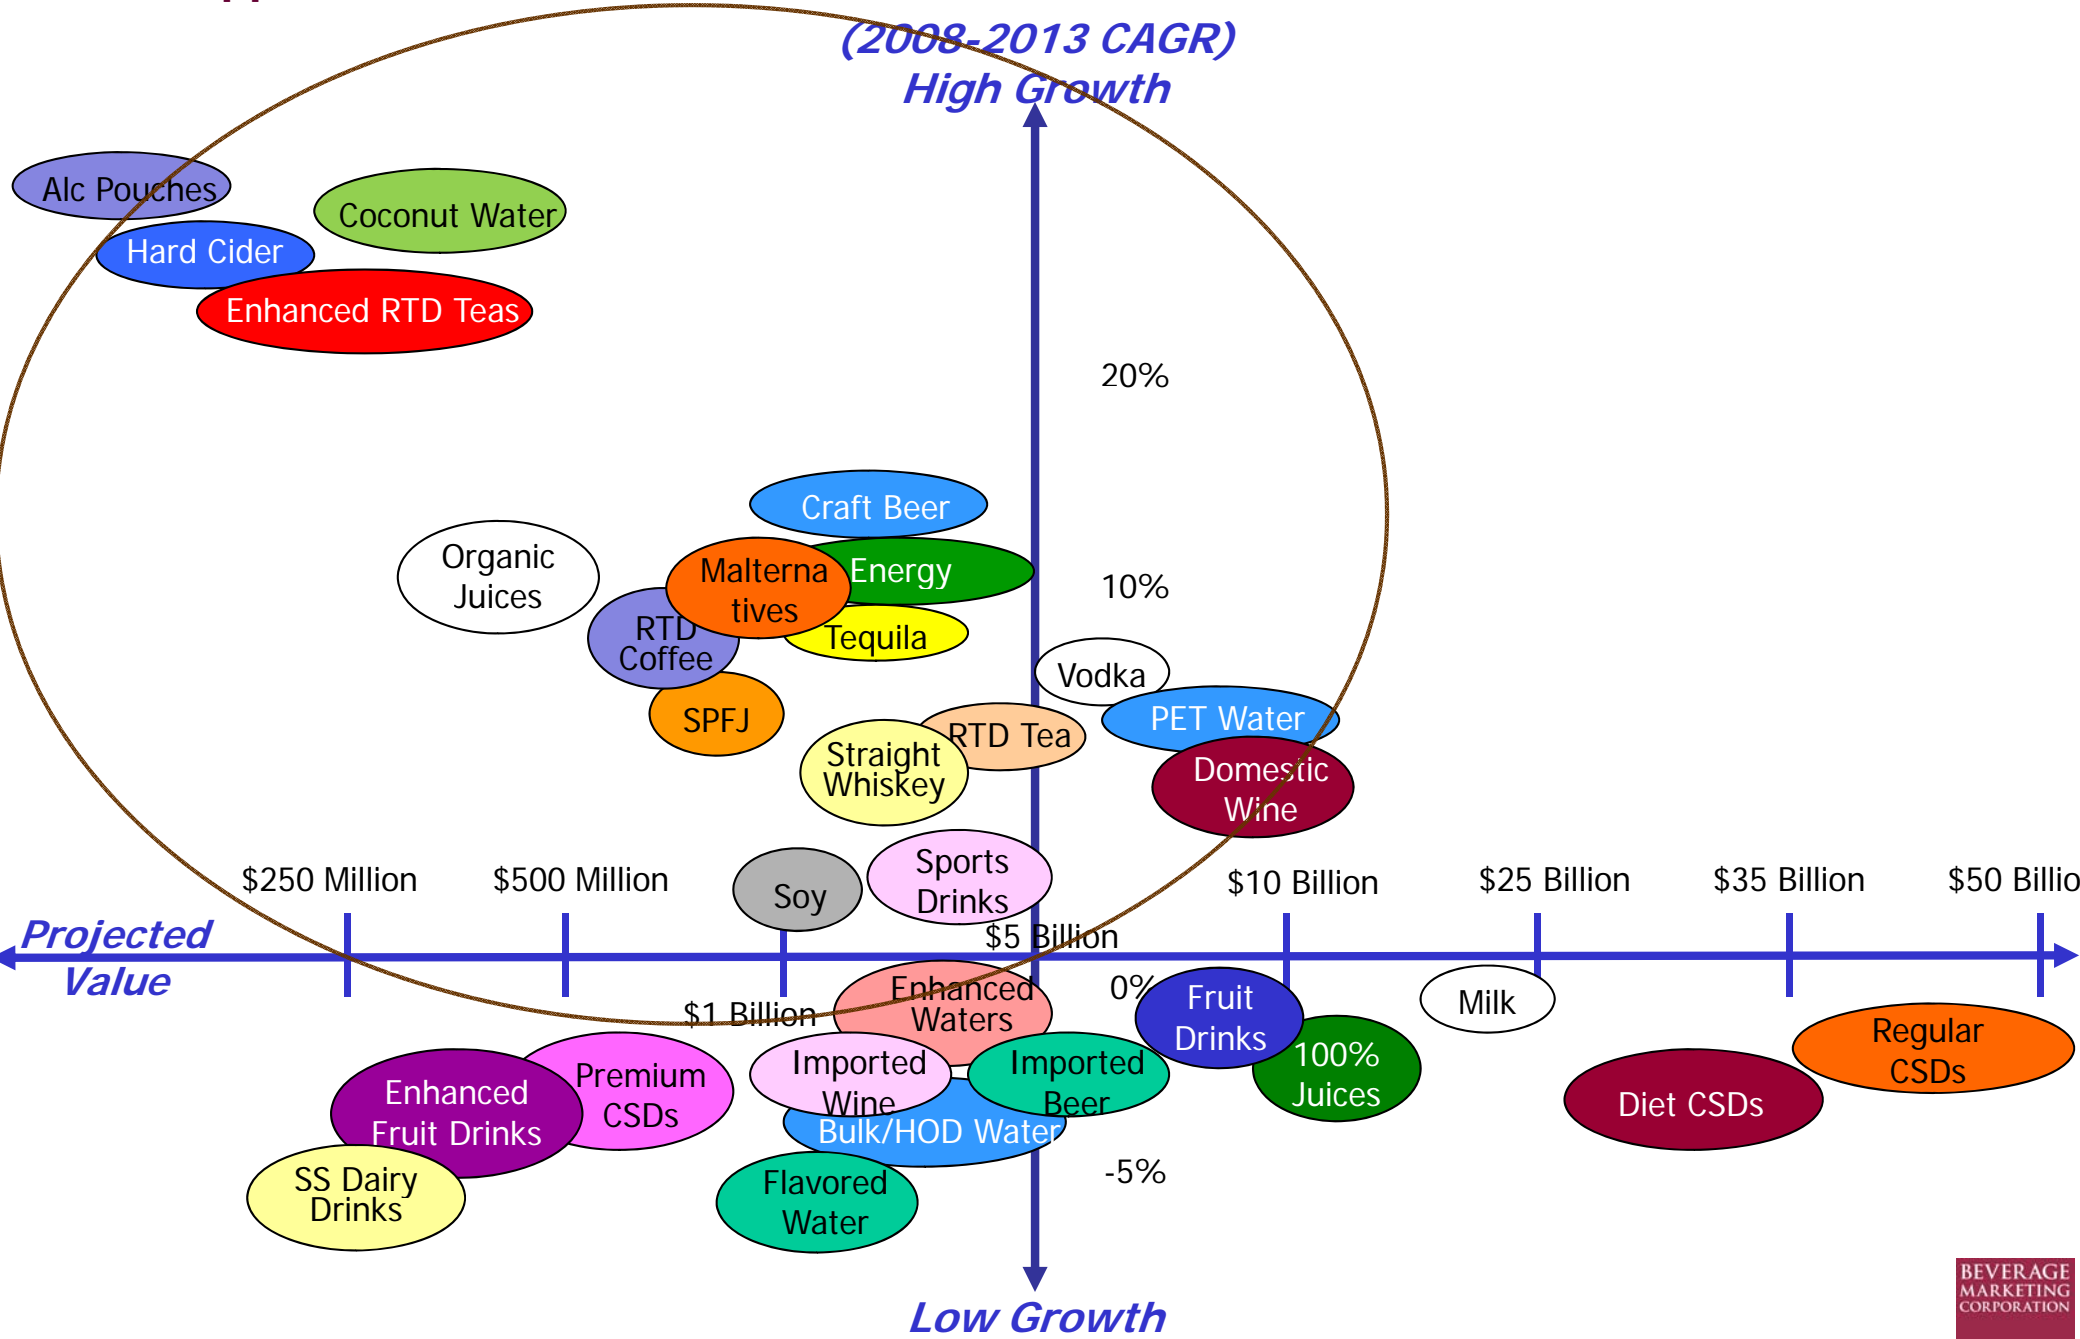 (2008-2013 CAGR)
High Growth
Alc Pouches
Coconut Water
Hard Cider
Enhanced RTD Teas
20%
Craft Beer
Organic
Juices
Malterna
tives
Energy
10%
RTD
Coffee
Tequila
Vodka
SPFJ
PET Water
RTD Tea
Straight
Whiskey
Domestic
Wine
Sports
Drinks
Soy
$250 Million
$500 Million
$10 Billion
$25 Billion
$35 Billion
$50 Billio
Projected
Value
$5 Billion
$1 Billion
0%
Enhanced
Waters
Fruit
Drinks
Milk
Regular
CSDs
100%
Juices
Diet CSDs
Imported
Wine
Imported
Beer
Premium
CSDs
Enhanced
Fruit Drinks
Bulk/HOD Water
SS Dairy
Drinks
Flavored
Water
-5%
Low Growth
BEVERAGE
MARKETING
CORPORATION